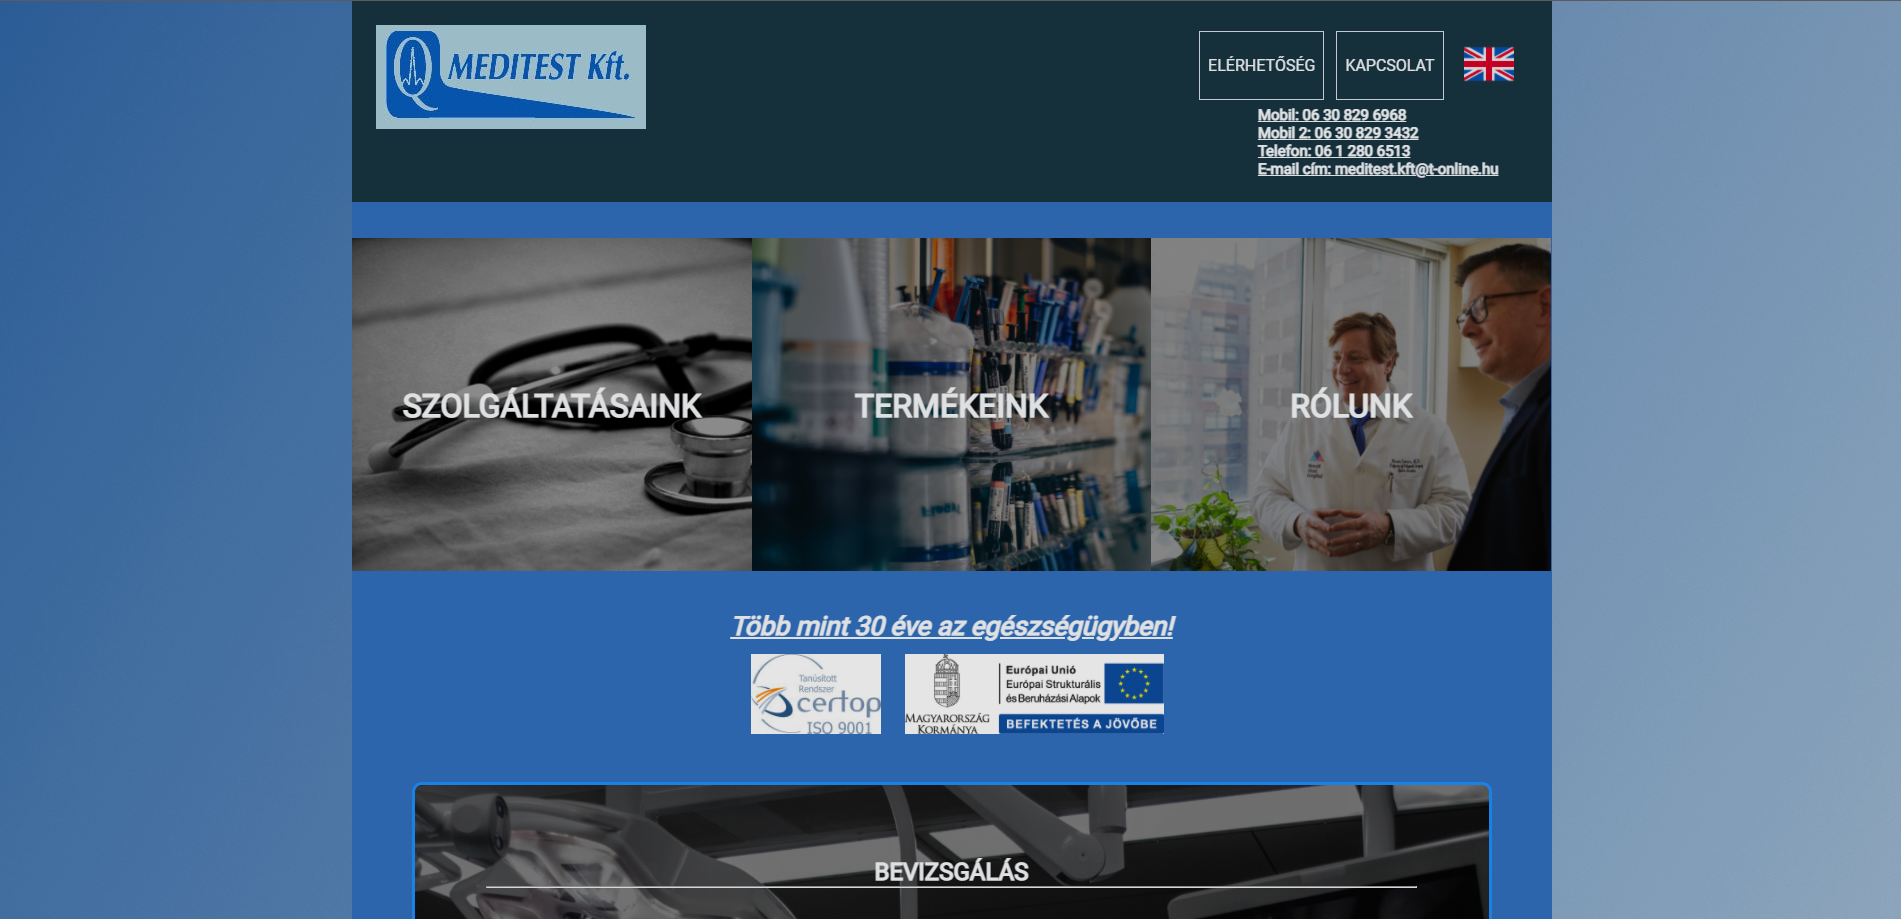 MEDITEST Kft.
ELÉRHETŐSÉG
KAPCSOLAT
Mobil: 06 30 829 6968
Mobil 2: 06 30 829 3432
Telefon: 06 1 280 6513
E-mail cím: meditest.kft@t-online.hu
SZOLGÁLTATÁSAINK
TERMÉKEINK
RÓLUNK
Több mint 30 éve az egészségügyben!
Tanúsított
Rendszer
certop
ISO 9001
MAGYARORSZÁG
KORMÁNYA
Európai Unió
Európai Strukturális
és Beruházási Alapok
BEFEKTETÉS A JÖVŐBE
BEVIZSGÁLÁS